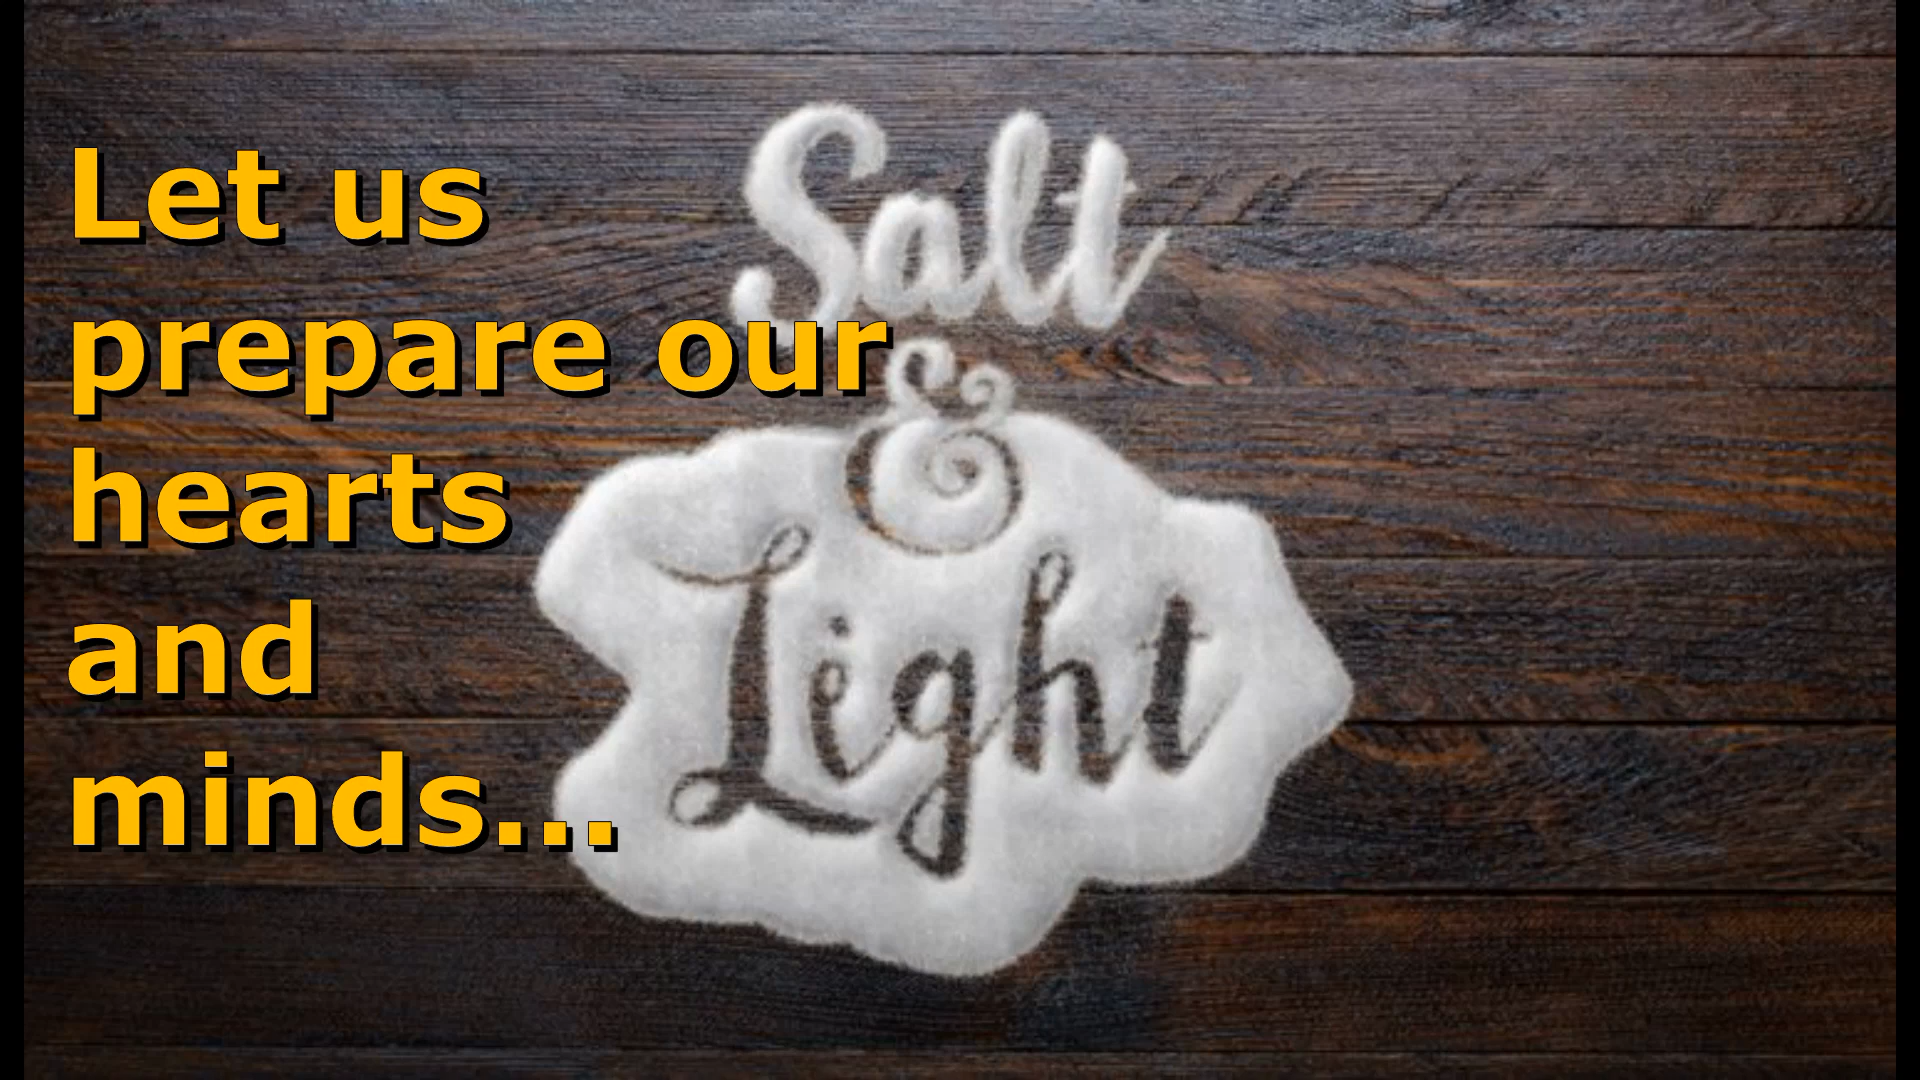 Let us
prepare our
hearts
and
minds...
Salt
&
Light